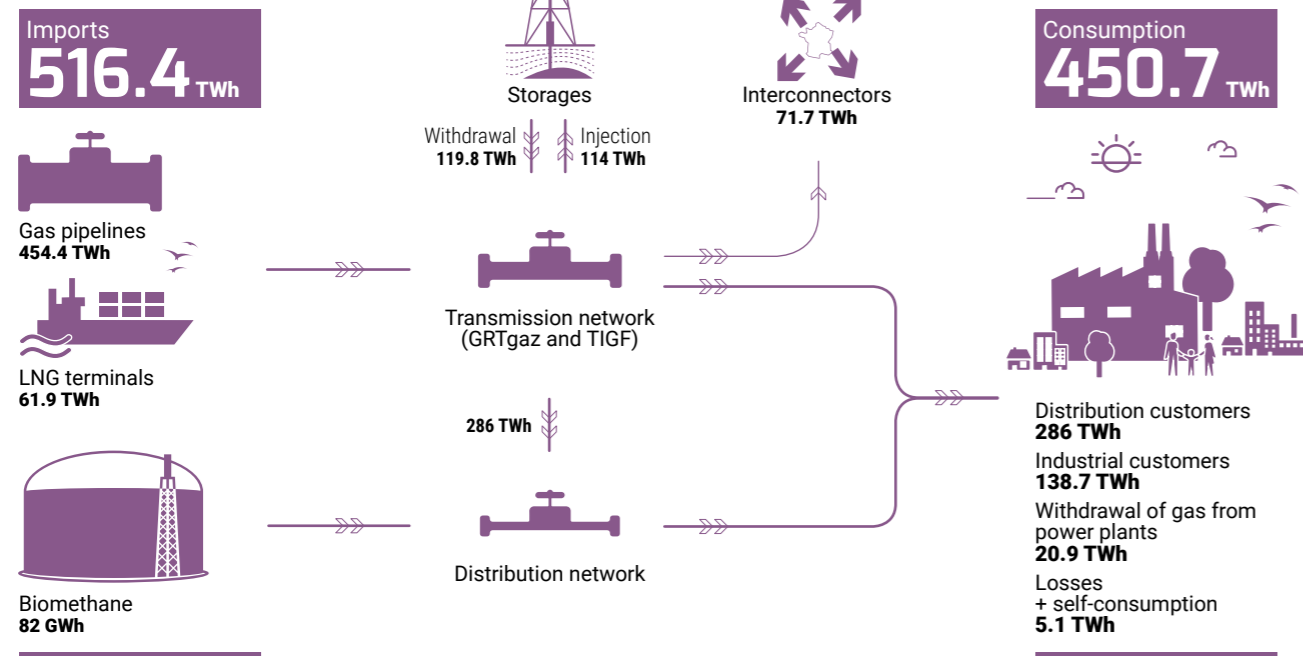 Imports
516.4 TWh
Gas pipelines
454.4 TWh
LNG terminals
61.9 TWh
Biomethane
82 GWh
Storages
Withdrawal
119.8 TWh
Injection
114 TWh
Interconnectors
71.7 TWh
Transmission network
(GRTgaz and TIGF)
286 TWh
Distribution network
Consumption
450.7 TWh
Distribution customers
286 TWh
Industrial customers
138.7 TWh
Withdrawal of gas from
power plants
20.9 TWh
Losses
+ self-consumption
5.1 TWh